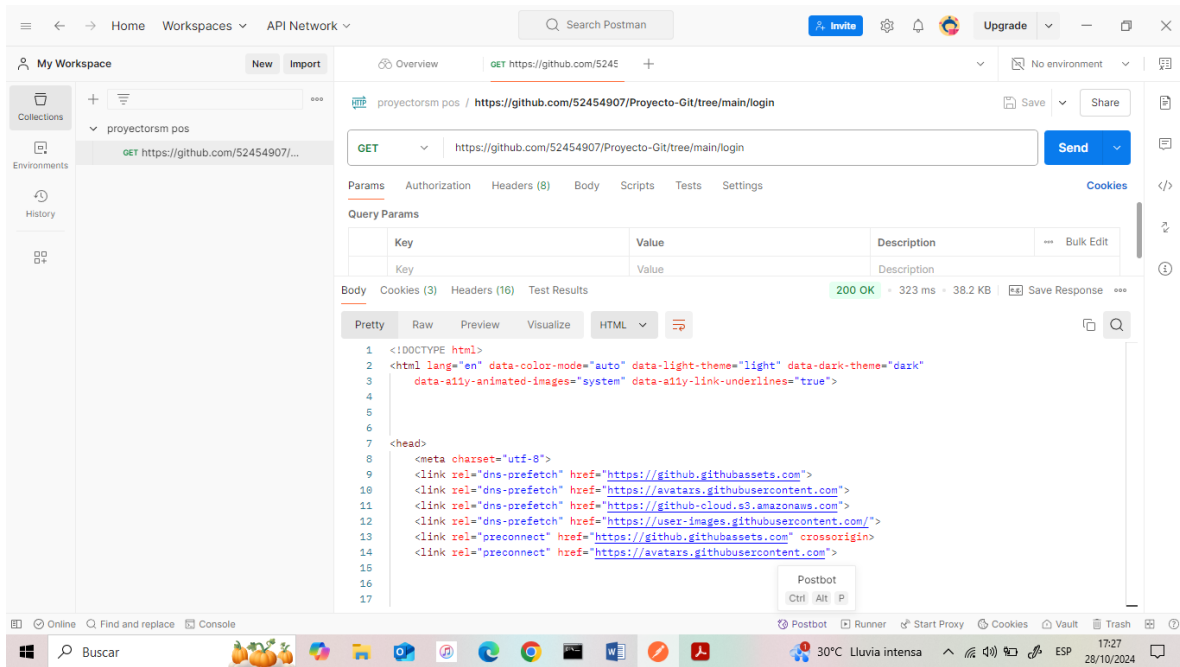 Home Workspaces API Network Search Postman Invite Upgrade
My Workspace New Import Overview GET https://github.com/5245 No environment
Collections
proyectorsm pos / https://github.com/52454907/Proyecto-Git/tree/main/login Save Share
proyectorsm pos
GET https://github.com/52454907/...
Environments
History
GET https://github.com/52454907/Proyecto-Git/tree/main/login Send
Params Authorization Headers (8) Body Scripts Tests Settings Cookies
Query Params
Key Value Description Bulk Edit
Key Value Description
Body Cookies (3) Headers (16) Test Results 200 OK 323 ms 38.2 KB Save Response
Pretty Raw Preview Visualize HTML
1 <!DOCTYPE html>
2 <html lang="en" data-color-mode="auto" data-light-theme="light" data-dark-theme="dark"
3 data-a11y-animated-images="system" data-a11y-link-underlines="true">
4
5
6
7 <head>
8 <meta charset="utf-8">
9 <link rel="dns-prefetch" href="https://github.githubassets.com">
10 <link rel="dns-prefetch" href="https://avatars.githubusercontent.com">
11 <link rel="dns-prefetch" href="https://github-cloud.s3.amazonaws.com">
12 <link rel="dns-prefetch" href="https://user-images.githubusercontent.com/">
13 <link rel="preconnect" href="https://github.githubassets.com" crossorigin>
14 <link rel="preconnect" href="https://avatars.githubusercontent.com">
15
16
17
Postbot
Ctrl Alt P
Online Find and replace Console Postbot Runner Start Proxy Cookies Vault Trash
Buscar 30°C Lluvia intensa ESP 17:27
28/10/2024